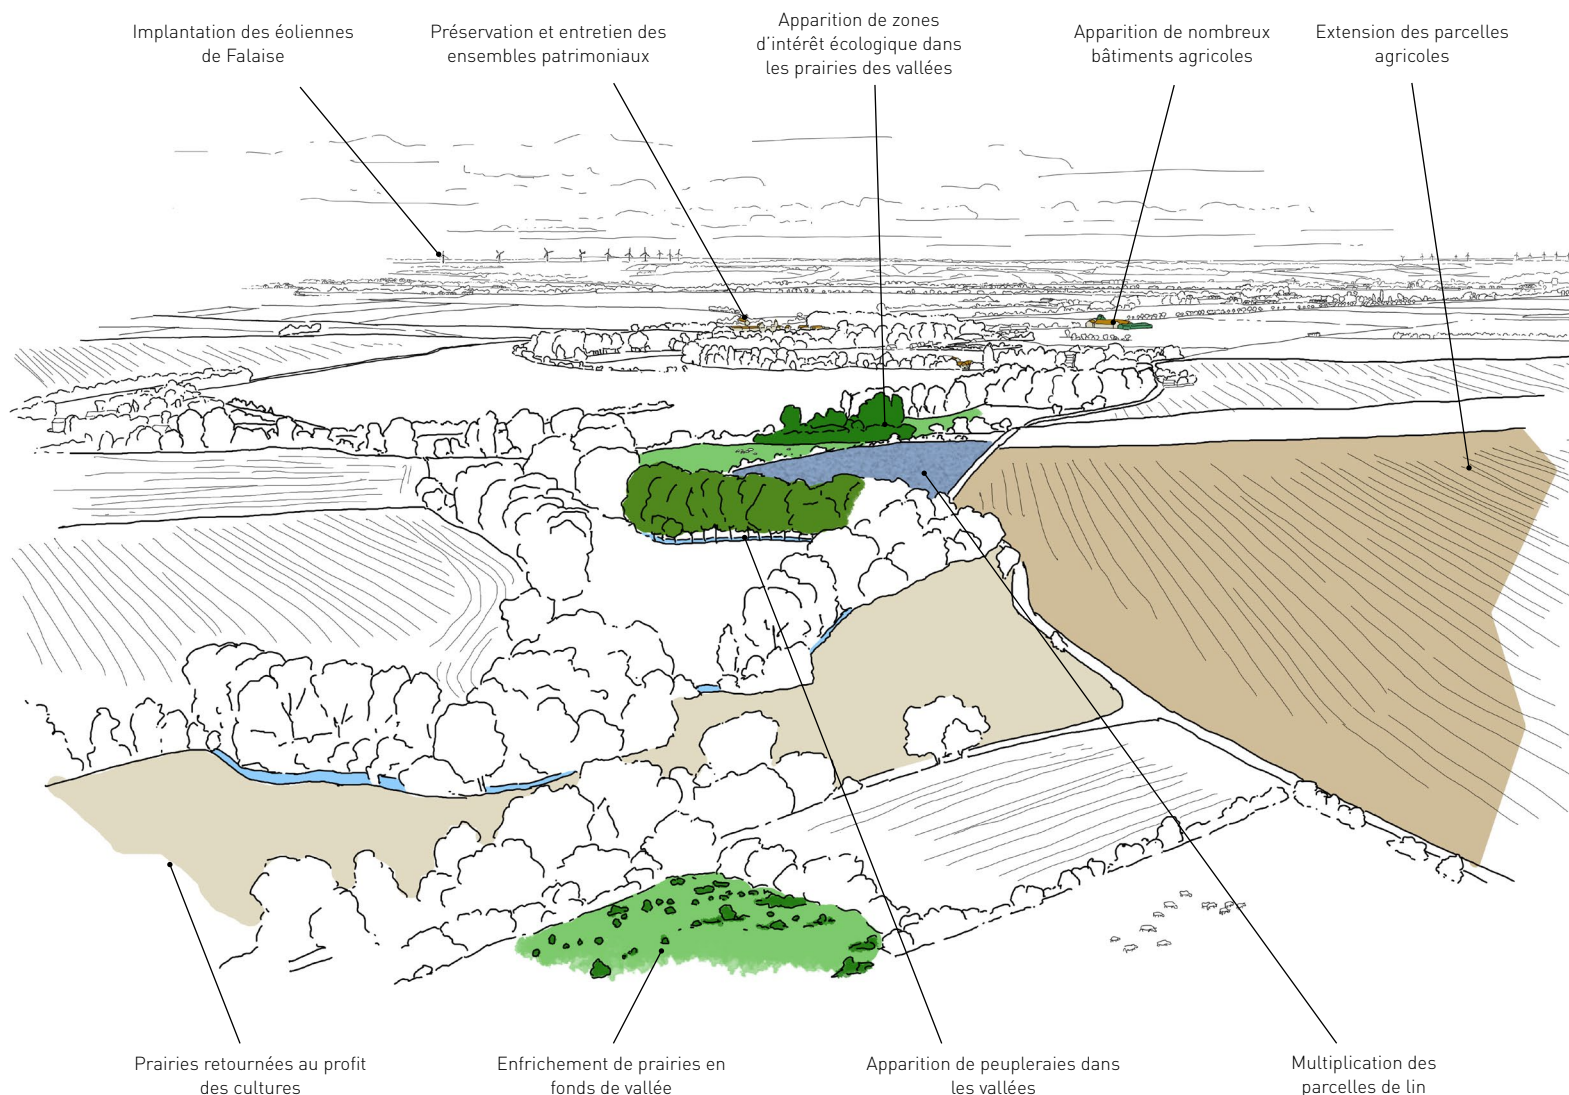 Implantation des éoliennes
de Falaise
Préservation et entretien des
ensembles patrimoniaux
Apparition de zones
d'intérêt écologique dans
les prairies des vallées
Apparition de nombreux
bâtiments agricoles
Extension des parcelles
agricoles
Prairies retournées au profit
des cultures
Enfrichement de prairies en
fonds de vallée
Apparition de peupleraies dans
les vallées
Multiplication des
parcelles de lin